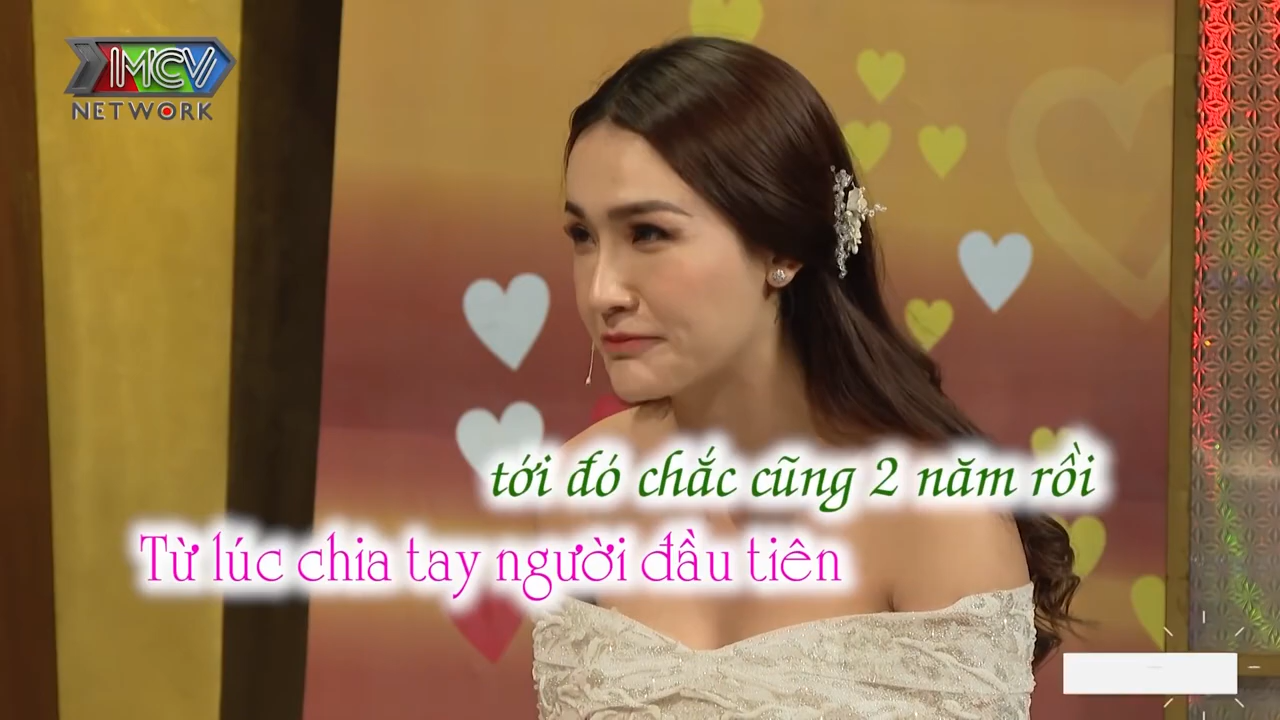 MCV
NETWORK
tới đó chắc cũng 2 năm rồi
Từ lúc chia tay người đầu tiên